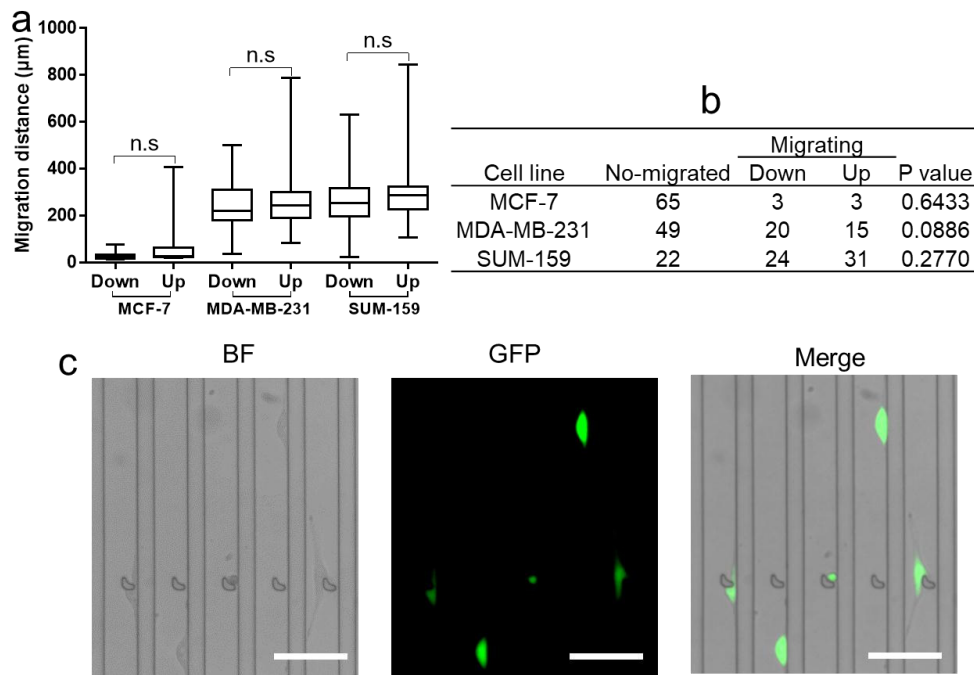 a
Migration distance (μm)
1000
800
600
400
200
0
n.s
n.s
n.s
Down Up Down Up Down Up
MCF-7 MDA-MB-231 SUM-159
b
Migrating
Cell line No-migrated Down Up P value
MCF-7 65 3 3 0.6433
MDA-MB-231 49 20 15 0.0886
SUM-159 22 24 31 0.2770
c
BF GFP Merge